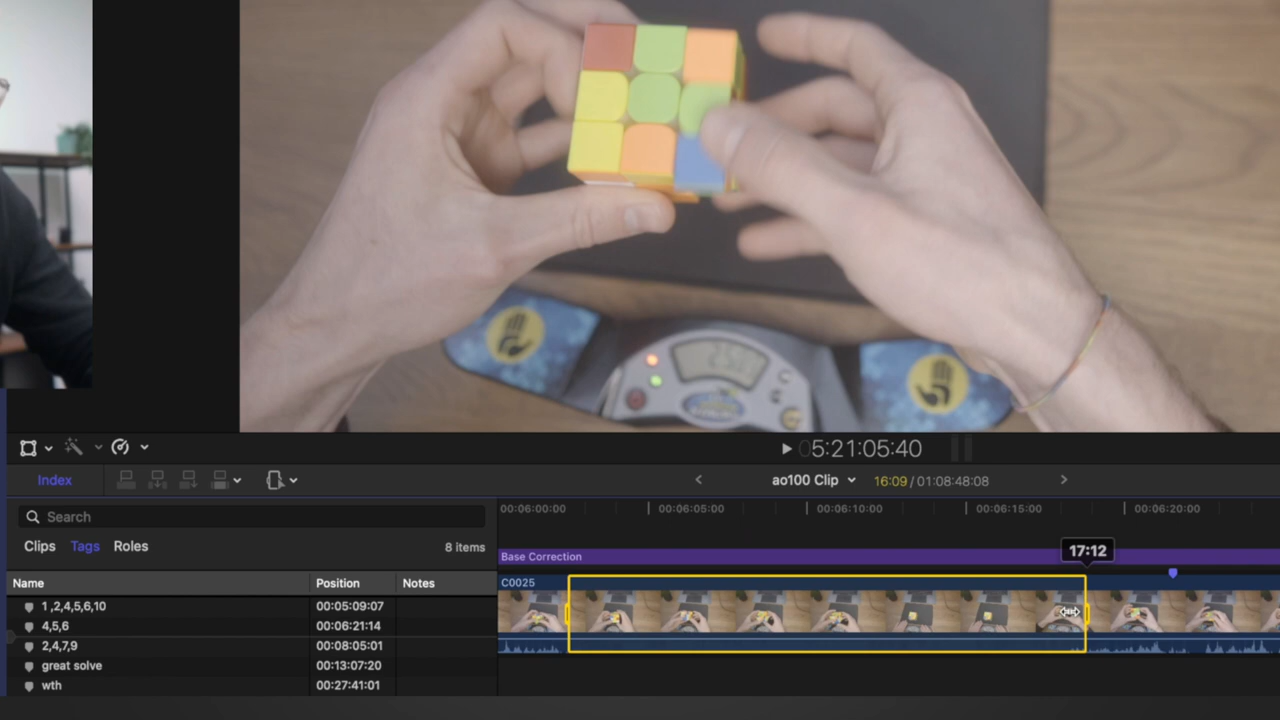 05:21:05:40
Index
ao100 Clip
16:09 / 01:08:48:08
Search
00:06:00:00 00:06:05:00 00:06:10:00 00:06:15:00 00:06:20:00
Clips Tags Roles 8 items
17:12
Base Correction
Name Position Notes
C0025
1 ,2,4,5,6,10 00:05:09:07
4,5,6 00:06:21:14
2,4,7,9 00:08:05:01
great solve 00:13:07:20
wth 00:27:41:01